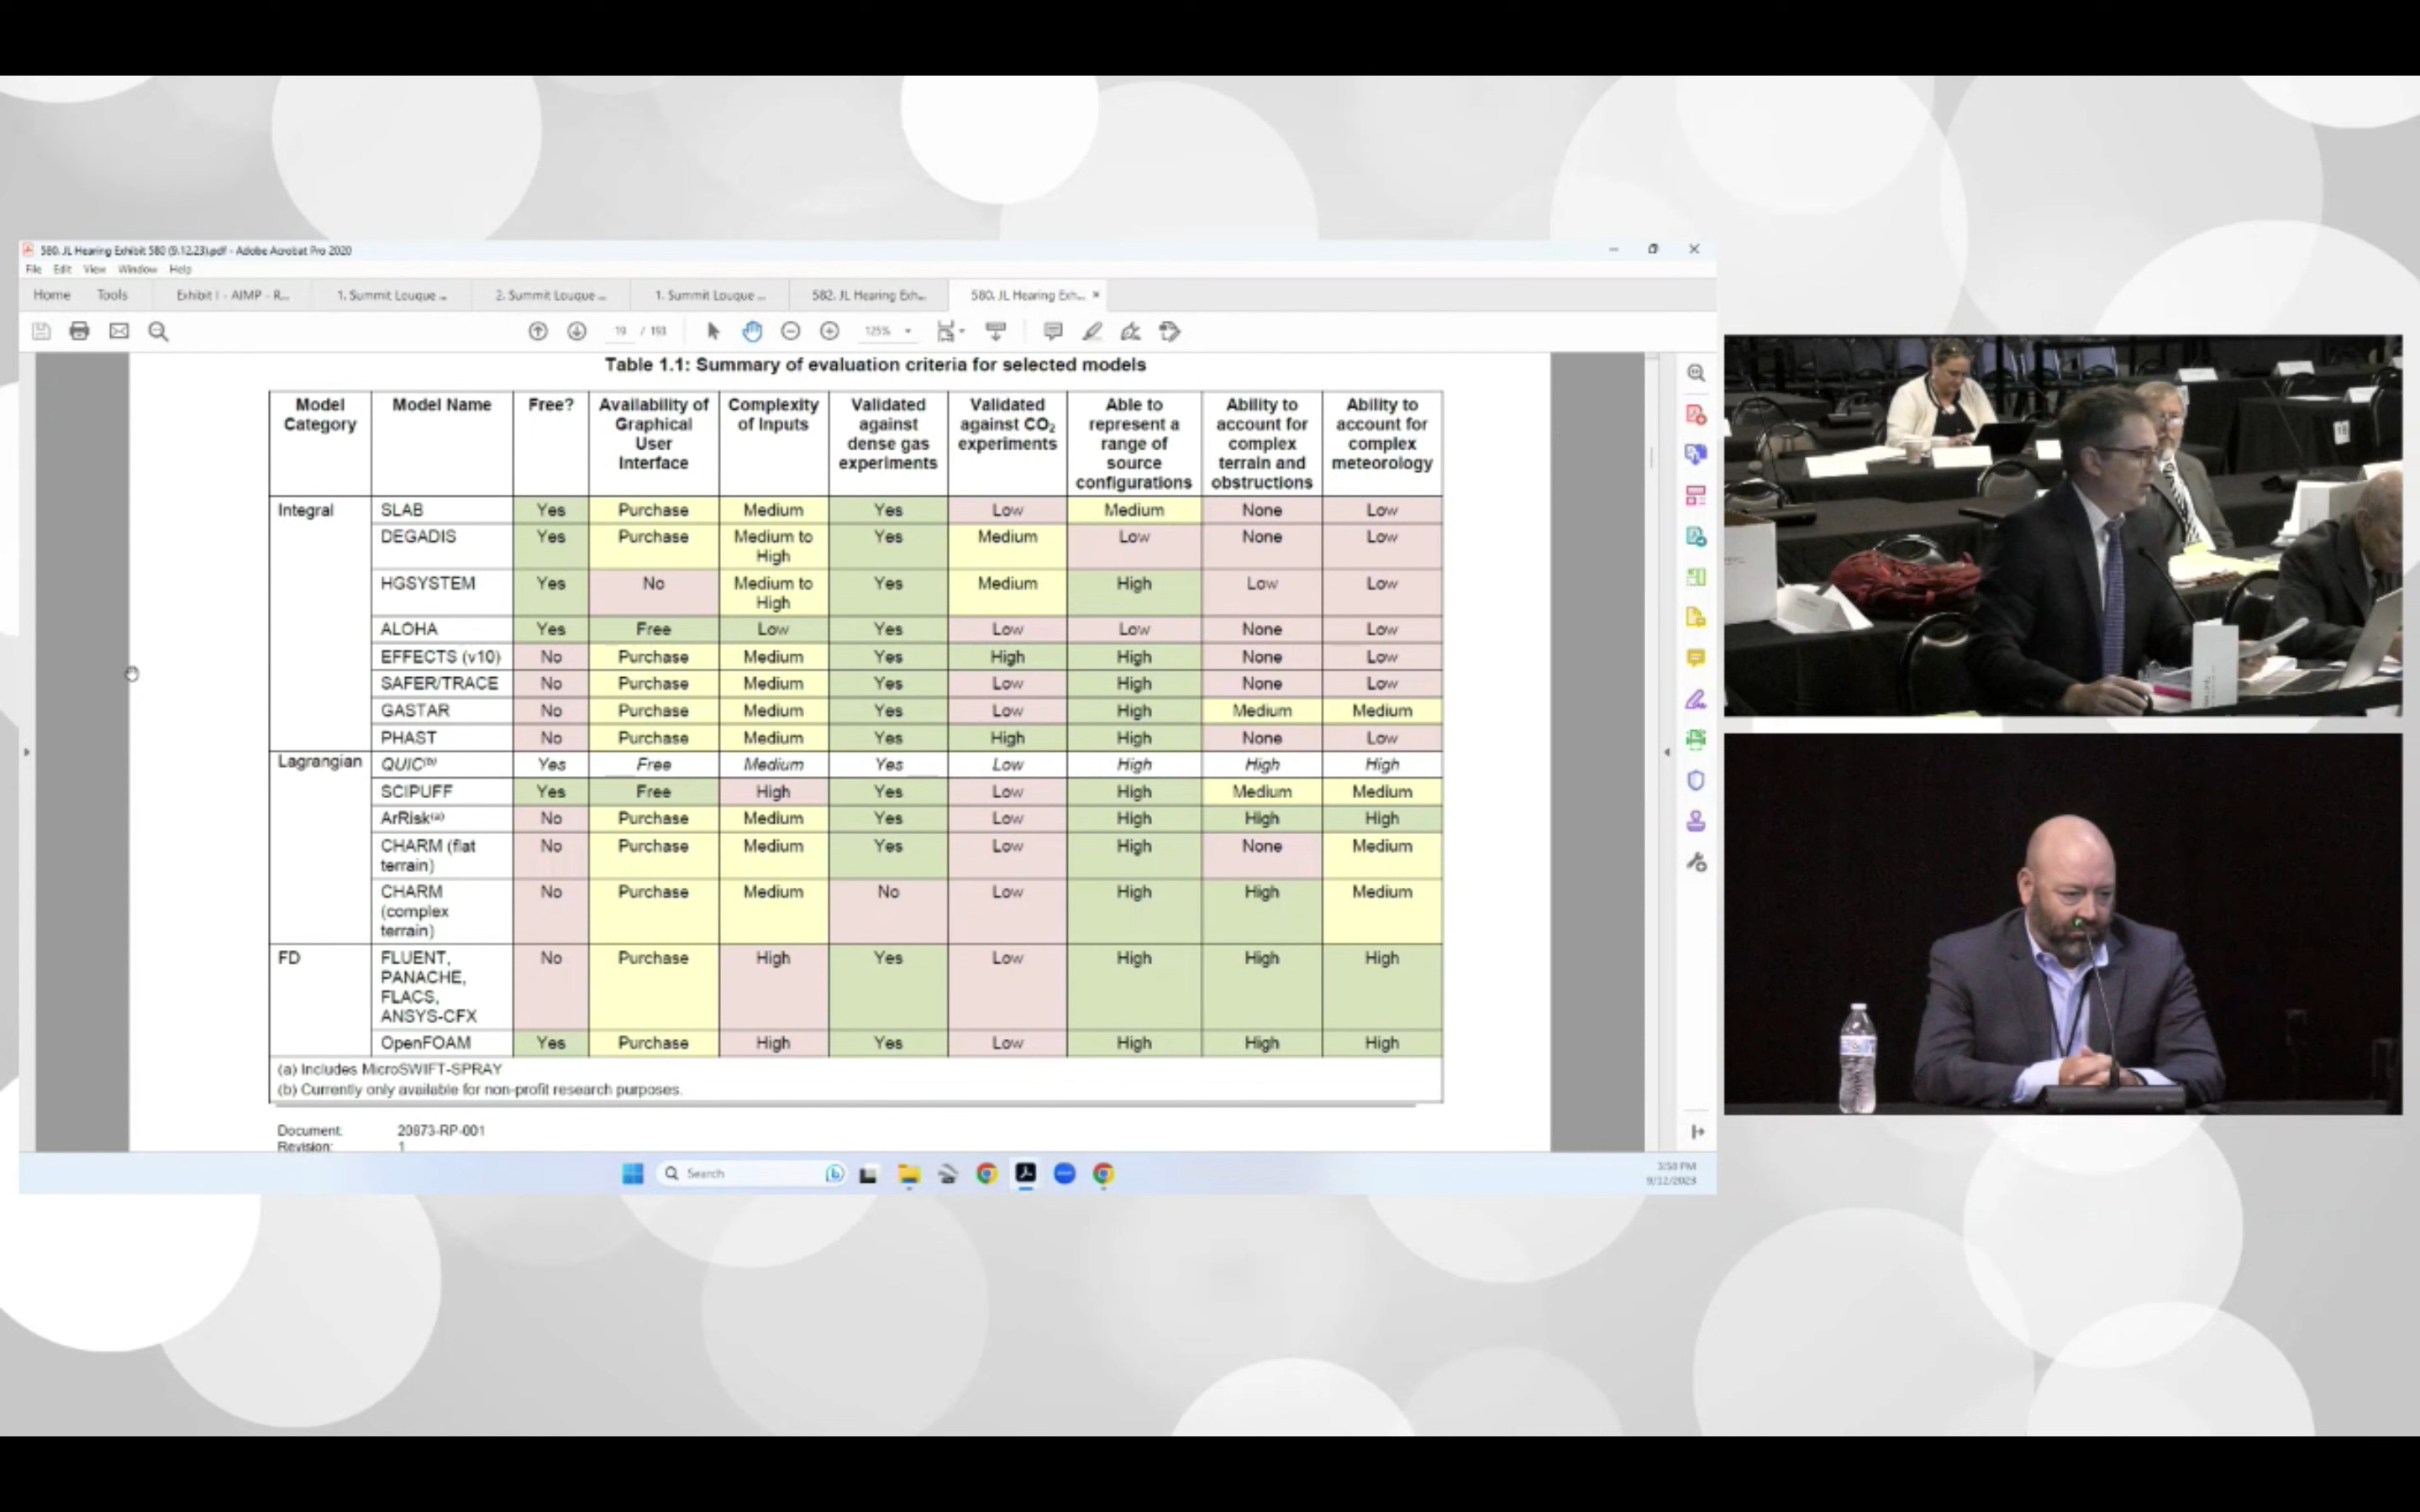 580. JL Hearing Exhibit 580 (9.12.23).pdf - Adobe Acrobat Pro 2020
File Edit View Window Help
Home Tools Exhibit I - AIMP - R... 1. Summit Louque ... 2. Summit Louque ... 1. Summit Louque ... 582. JL Hearing Exh... 580. JL Hearing Exh... ×
19 / 193 125%
Table 1.1: Summary of evaluation criteria for selected models
Model Category Model Name Free? Availability of Graphical User Interface Complexity of Inputs Validated against dense gas experiments Validated against CO₂ experiments Able to represent a range of source configurations Ability to account for complex terrain and obstructions Ability to account for complex meteorology
Integral SLAB Yes Purchase Medium Yes Low Medium None Low
DEGADIS Yes Purchase Medium to High Yes Medium Low None Low
HGSYSTEM Yes No Medium to High Yes Medium High Low Low
ALOHA Yes Free Low Yes Low Low None Low
EFFECTS (v10) No Purchase Medium Yes High High None Low
SAFER/TRACE No Purchase Medium Yes Low High None Low
GASTAR No Purchase Medium Yes Low High Medium Medium
PHAST No Purchase Medium Yes High High None Low
Lagrangian QUIC(b) Yes Free Medium Yes Low High High High
SCIPUFF Yes Free High Yes Low High Medium Medium
ArRisk(a) No Purchase Medium Yes Low High High High
CHARM (flat terrain) No Purchase Medium Yes Low High None Medium
CHARM (complex terrain) No Purchase Medium No Low High High Medium
FD FLUENT, PANACHE, FLACS, ANSYS-CFX No Purchase High Yes Low High High High
OpenFOAM Yes Purchase High Yes Low High High High
(a) Includes MicroSWIFT-SPRAY
(b) Currently only available for non-profit research purposes.
Document: 20873-RP-001
Revision: 1
Search
3:58 PM
9/12/2023